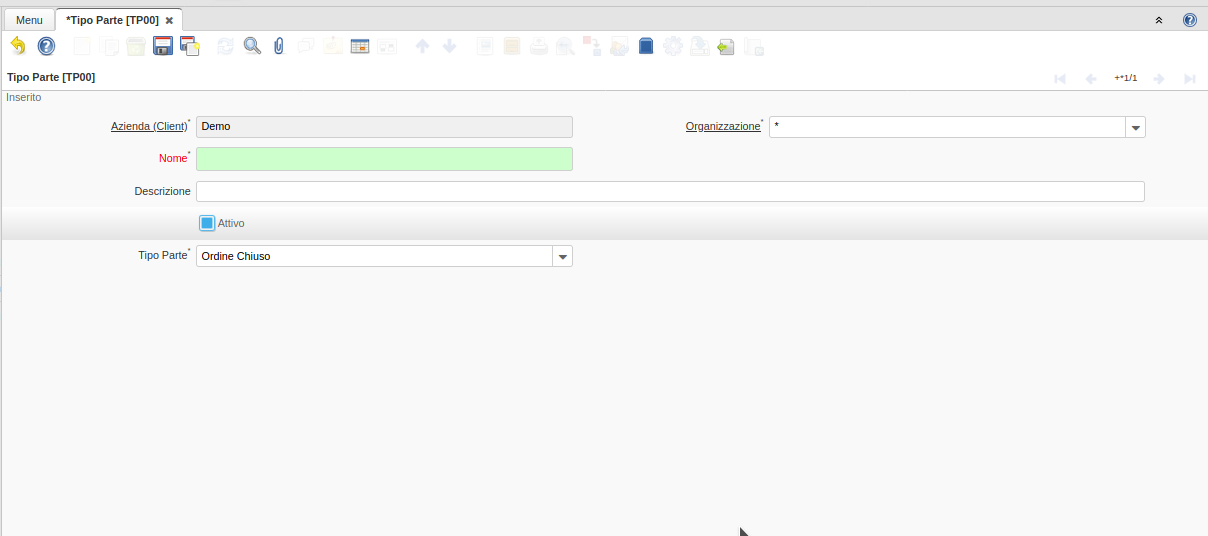 Menu
*Tipo Parte [TP00]
Tipo Parte [TP00]
+*1/1
Inserito
Azienda (Client)* Demo
Organizzazione* *
Nome*
Descrizione
Attivo
Tipo Parte* Ordine Chiuso